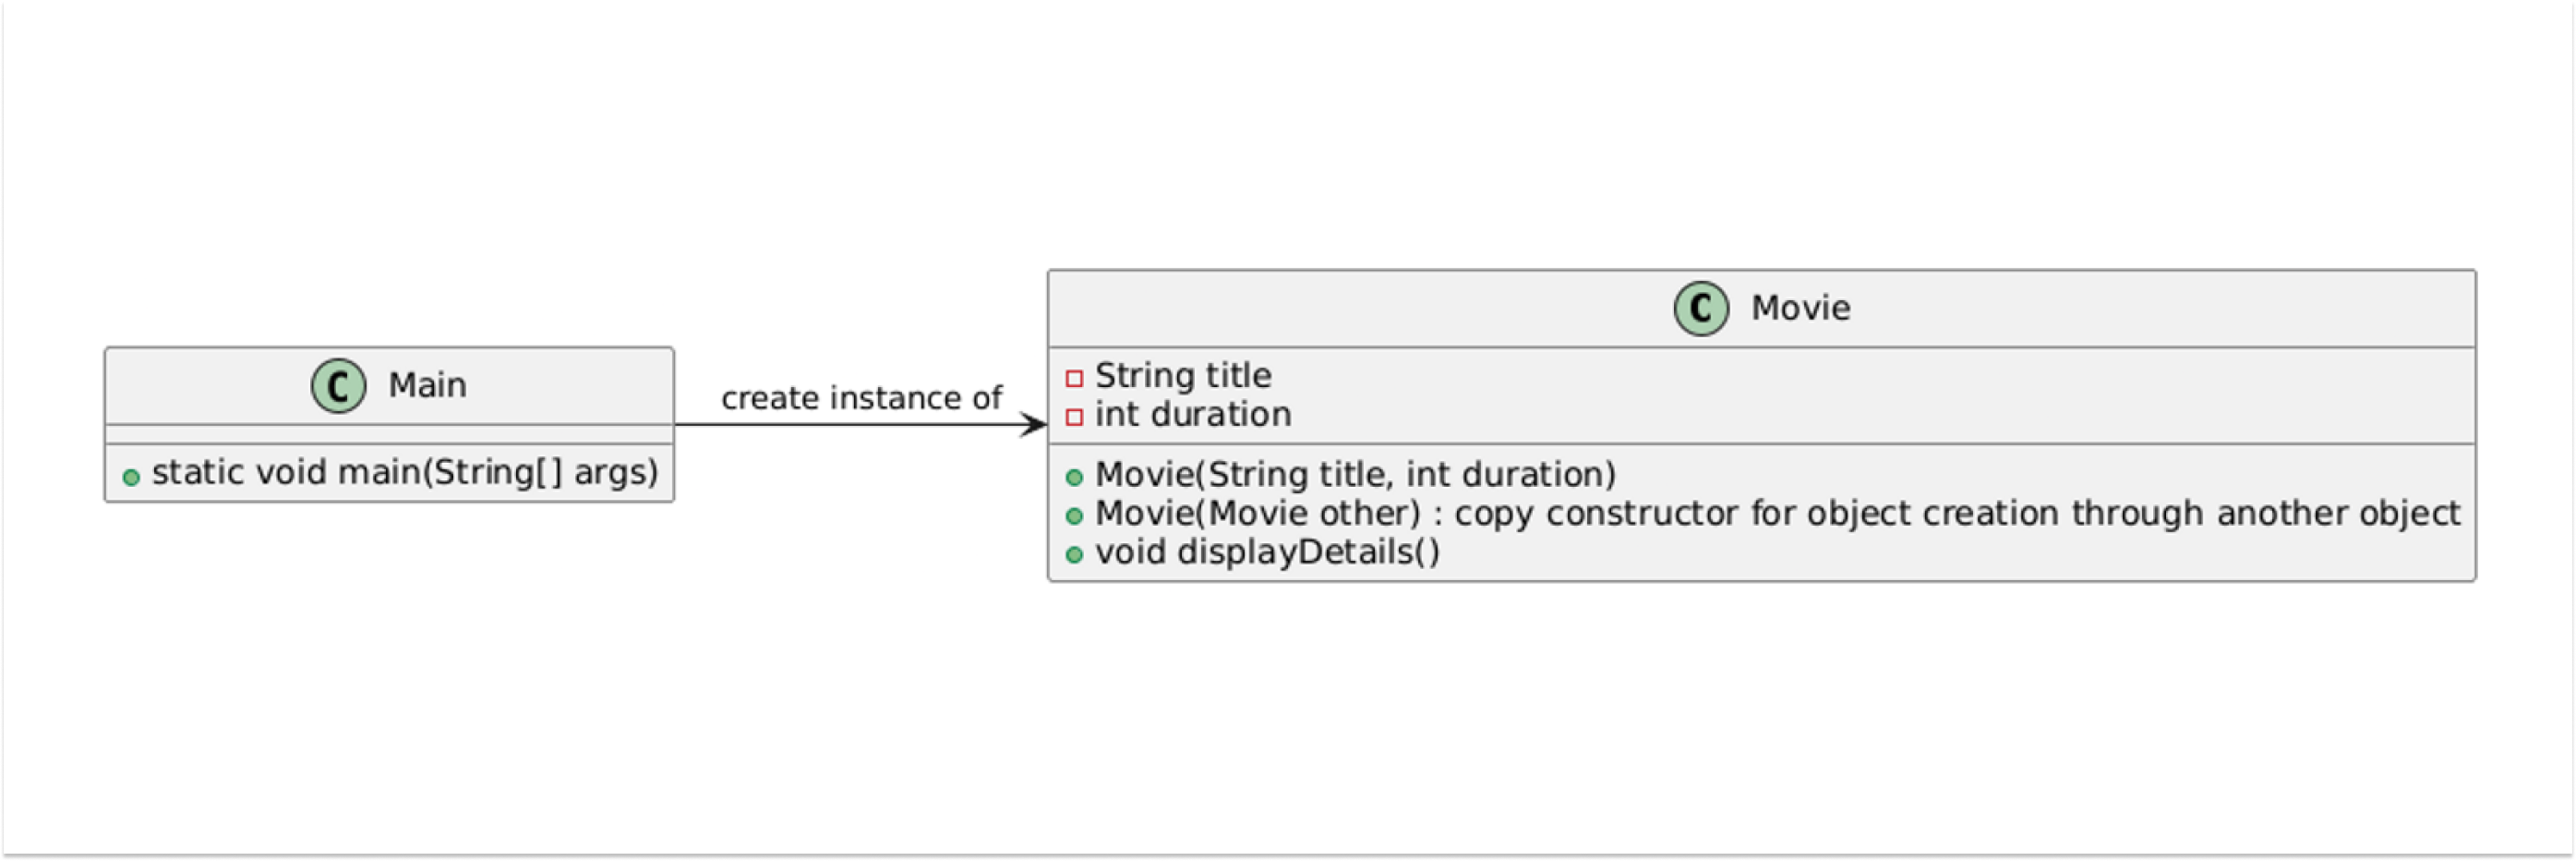 C Main
static void main(String[] args)
create instance of
C Movie
String title
int duration
Movie(String title, int duration)
Movie(Movie other) : copy constructor for object creation through another object
void displayDetails()